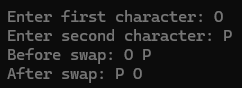 Enter first character: O
Enter second character: P
Before swap: O P
After swap: P O